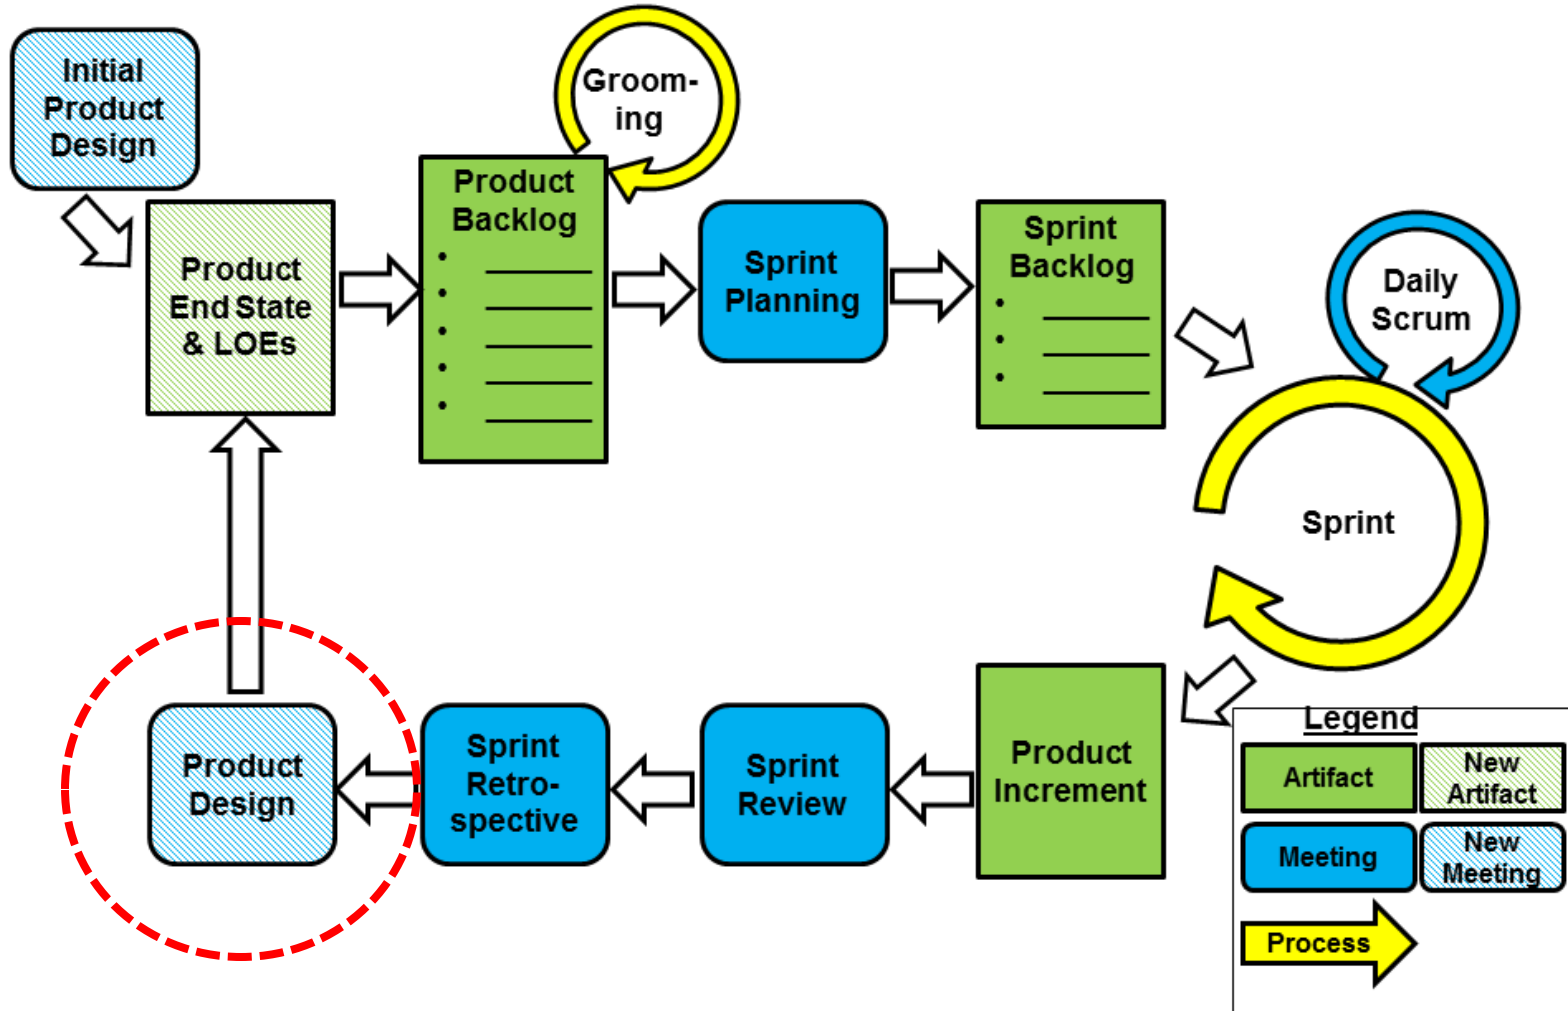 Initial
Product
Design
Groom-
ing
Product
End State
& LOEs
Product
Backlog
Sprint
Planning
Sprint
Backlog
Daily
Scrum
Sprint
Product
Design
Sprint
Retro-
spective
Sprint
Review
Product
Increment
Legend
Artifact
New
Artifact
Meeting
New
Meeting
Process